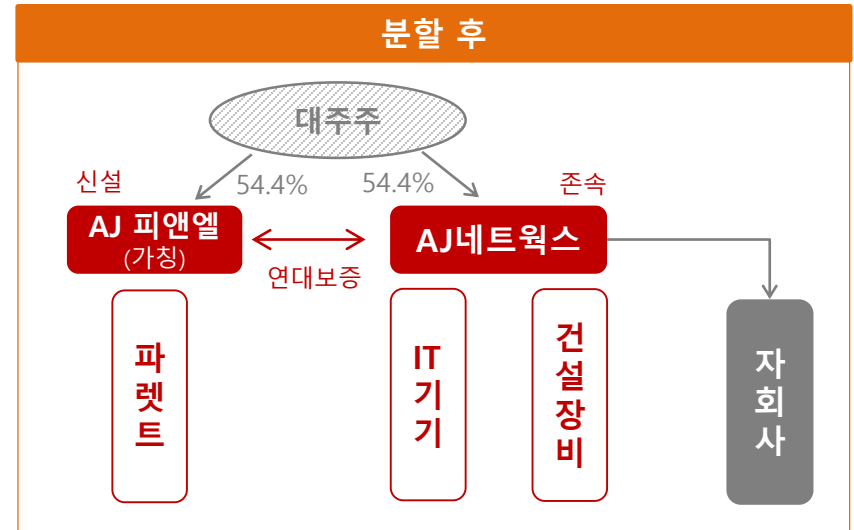 분할 후
대주주
신설
54.4%
54.4%
존속
AJ 피앤엘
(가칭)
AJ네트웍스
연대보증
파렛트
IT기기
건설장비
자회사